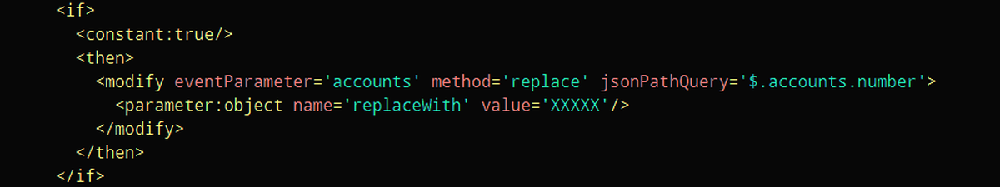 <if>
<constant:true/>
<then>
<modify eventParameter='accounts' method='replace' jsonPathQuery='$.accounts.number'>
<parameter:object name='replaceWith' value='XXXXX'/>
</modify>
</then>
</if>